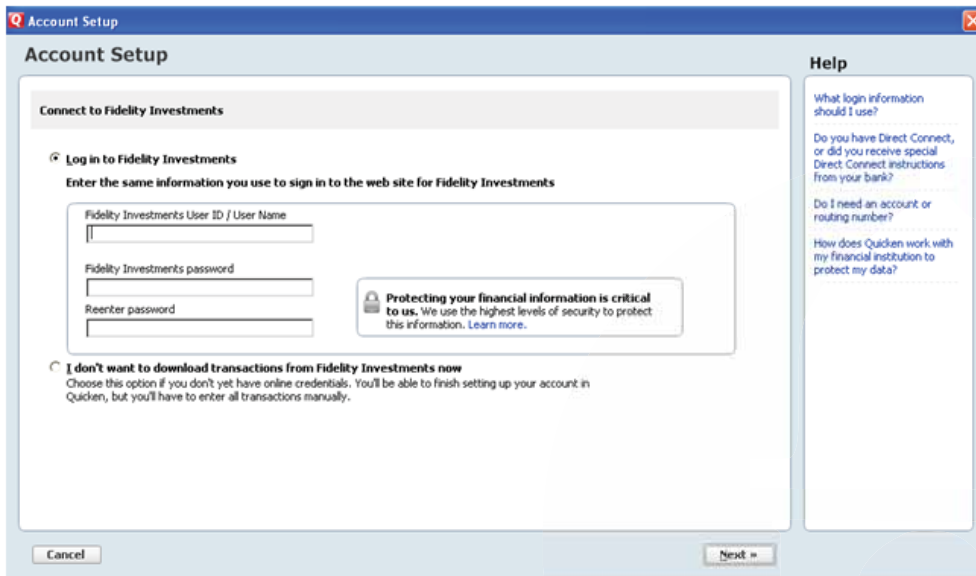 Account Setup
Account Setup
Connect to Fidelity Investments
Log in to Fidelity Investments
Enter the same information you use to sign in to the web site for Fidelity Investments
Fidelity Investments User ID / User Name
Fidelity Investments password
Reenter password
Protecting your financial information is critical
to us. We use the highest levels of security to protect
this information. Learn more.
I don't want to download transactions from Fidelity Investments now
Choose this option if you don't yet have online credentials. You'll be able to finish setting up your account in
Quicken, but you'll have to enter all transactions manually.
Cancel
Next »
Help
What login information
should I use?
Do you have Direct Connect,
or did you receive special
Direct Connect instructions
from your bank?
Do I need an account or
routing number?
How does Quicken work with
my financial institution to
protect my data?